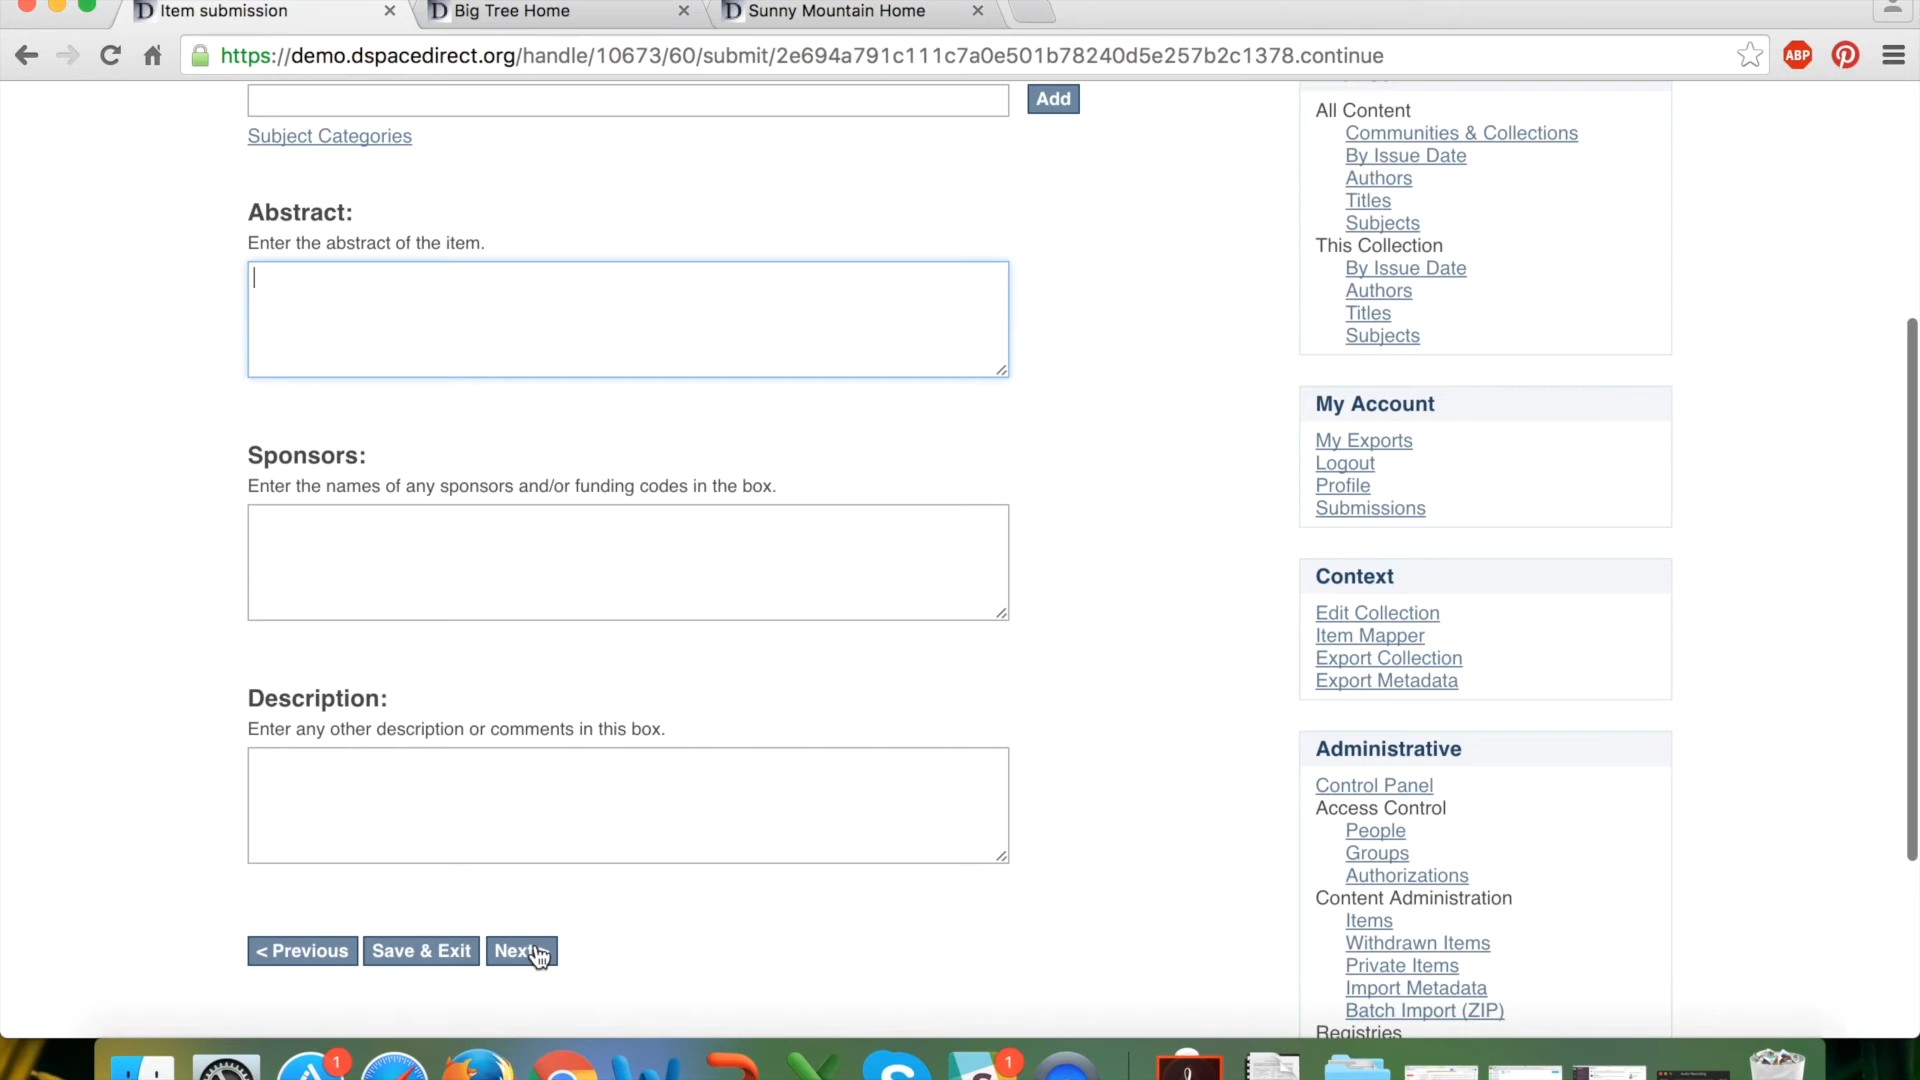 Item submission
Big Tree Home
Sunny Mountain Home
https://demo.dspacedirect.org/handle/10673/60/submit/2e694a791c111c7a0e501b78240d5e257b2c1378.continue
ABP
Add
Subject Categories
Abstract:
Enter the abstract of the item.
Sponsors:
Enter the names of any sponsors and/or funding codes in the box.
Description:
Enter any other description or comments in this box.
< Previous
Save & Exit
Next
All Content
Communities & Collections
By Issue Date
Authors
Titles
Subjects
This Collection
By Issue Date
Authors
Titles
Subjects
My Account
My Exports
Logout
Profile
Submissions
Context
Edit Collection
Item Mapper
Export Collection
Export Metadata
Administrative
Control Panel
Access Control
People
Groups
Authorizations
Content Administration
Items
Withdrawn Items
Private Items
Import Metadata
Batch Import (ZIP)
Registries
1
1